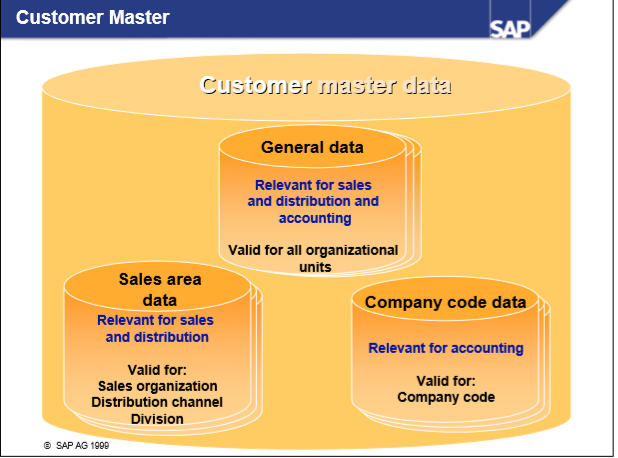 Customer Master
SAP
Customer master data
General data
Relevant for sales
and distribution and
accounting
Valid for all organizational
units
Sales area
data
Relevant for sales
and distribution
Valid for:
Sales organization
Distribution channel
Division
Company code data
Relevant for accounting
Valid for:
Company code
© SAP AG 1999